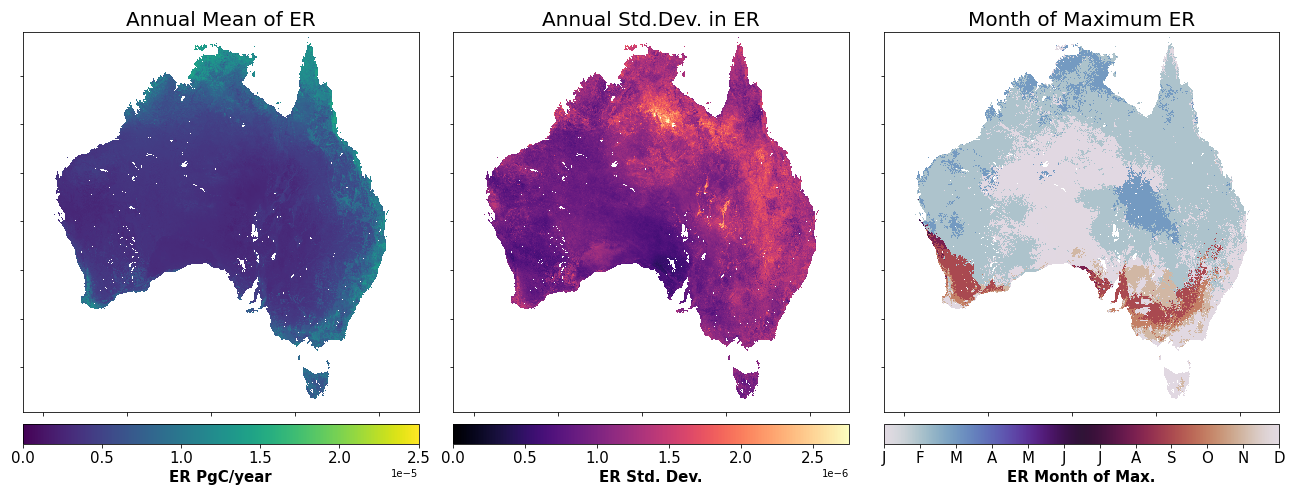 Annual Mean of ER
Annual Std.Dev. in ER
Month of Maximum ER
0.0 0.5 1.0 1.5 2.0 2.5
1e−5
ER PgC/year
0.0 0.5 1.0 1.5 2.0 2.5
1e−6
ER Std. Dev.
J F M A M J J A S O N D
ER Month of Max.